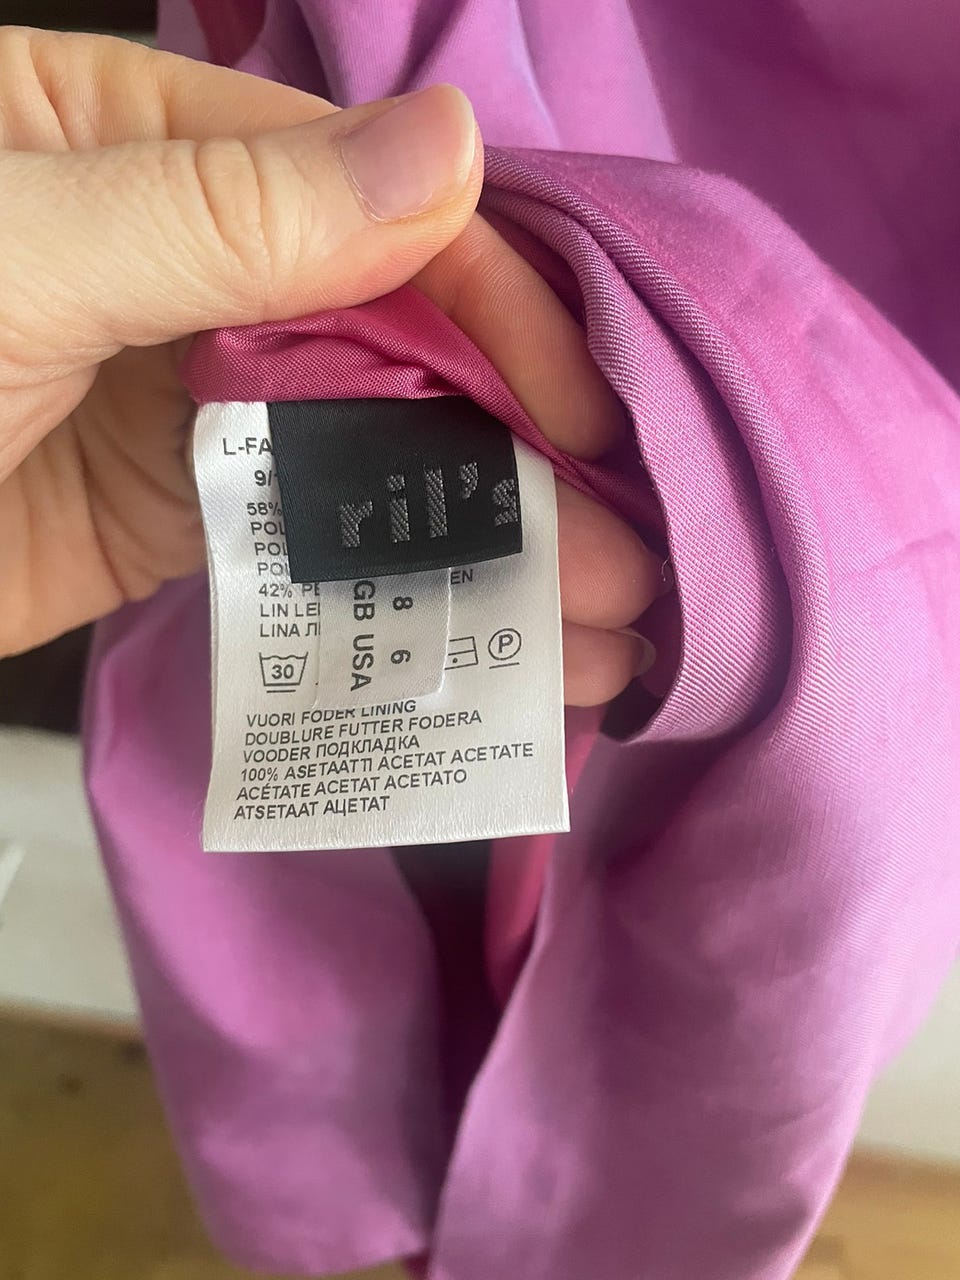 L-FA
9/
ril's
58%
POL
POL
POL
42% PE EN
LIN LE
LINA Л
GB 8
USA 6
30
P
VUORI FODER LINING
DOUBLURE FUTTER FODERA
VOODER ПОДКЛАДКА
100% ASETAATTI ACETAT ACETATE
ACÉTATE ACETAT ACETATO
ATSETAAT АЦЕТАТ